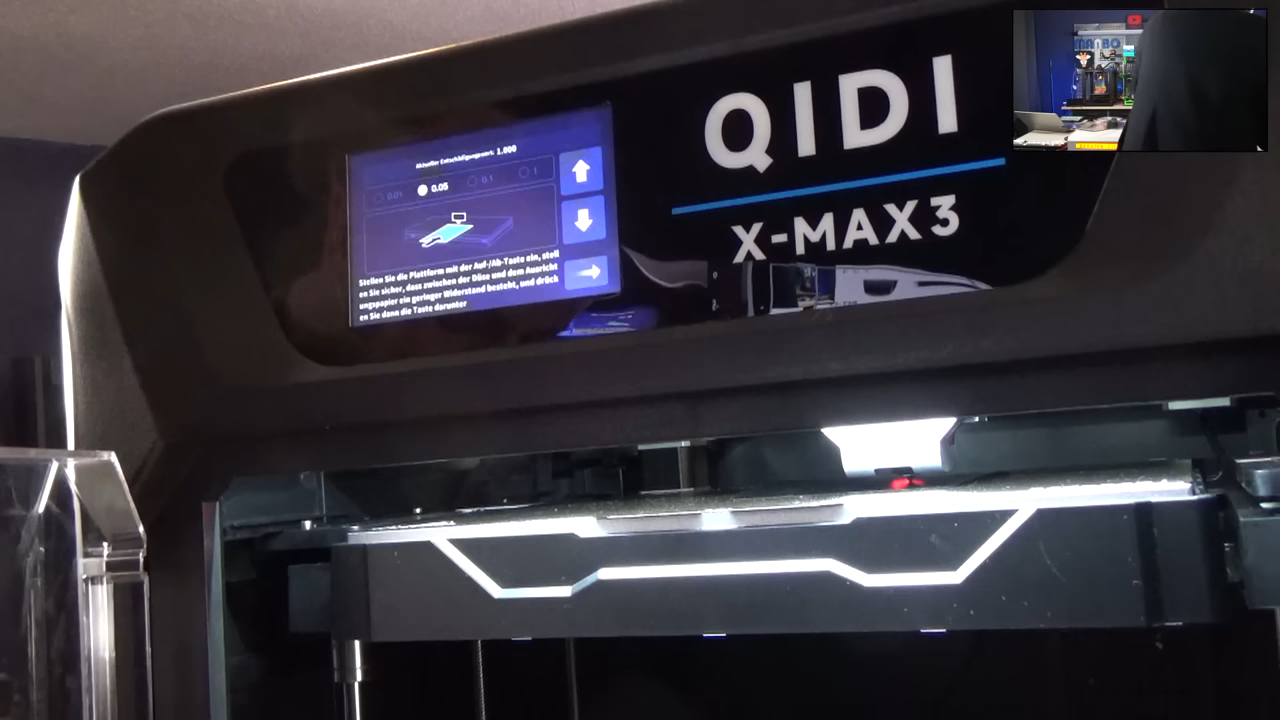 QIDI
X-MAX3
Aktueller Entschädigungswert: 1.000
0.01 0.05 0.1 1
Stellen Sie die Plattform mit der Auf-/Ab-Taste ein, stell
en Sie sicher, dass zwischen der Düse und dem Ausricht
ungspapier ein geringer Widerstand besteht, und drück
en Sie dann die Taste darunter